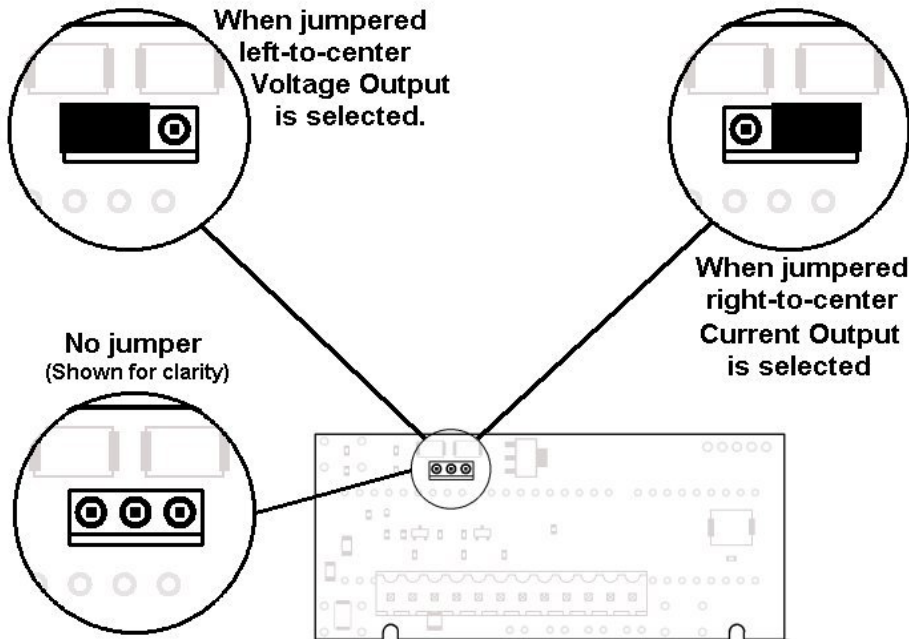 When jumpered
left-to-center
Voltage Output
is selected.
When jumpered
right-to-center
Current Output
is selected
No jumper
(Shown for clarity)